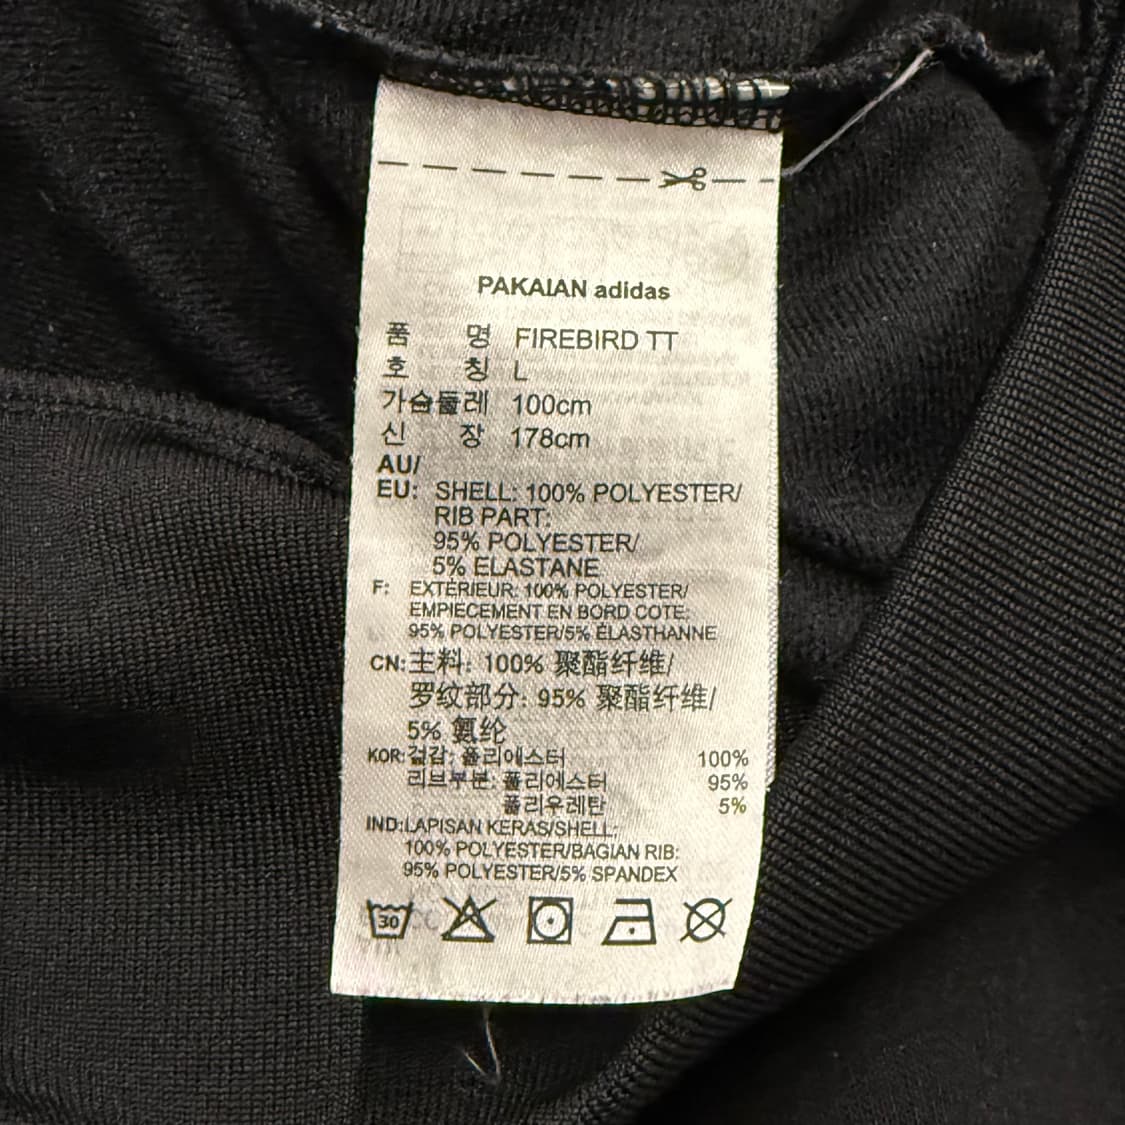 PAKAIAN adidas
품 명 FIREBIRD TT
호 칭 L
가슴둘레 100cm
신 장 178cm
AU/
EU: SHELL: 100% POLYESTER/
RIB PART:
95% POLYESTER/
5% ELASTANE
F: EXTÉRIEUR: 100% POLYESTER/
EMPIECEMENT EN BORD COTE:
95% POLYESTER/5% ÉLASTHANNE
CN: 主料: 100% 聚酯纤维/
罗纹部分: 95% 聚酯纤维/
5% 氨纶
KOR: 겉감: 폴리에스터 100%
리브부분: 폴리에스터 95%
폴리우레탄 5%
IND: LAPISAN KERAS/SHELL:
100% POLYESTER/BAGIAN RIB:
95% POLYESTER/5% SPANDEX
30